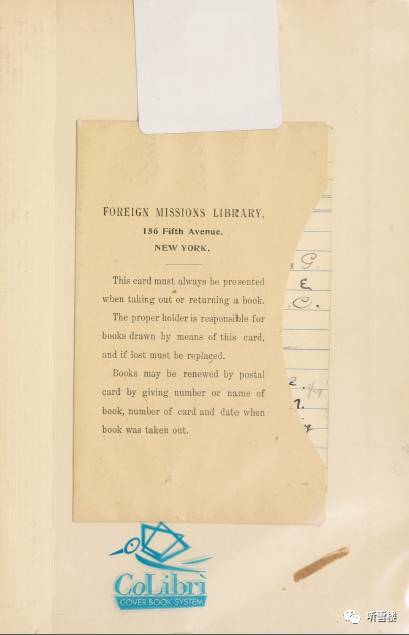 FOREIGN MISSIONS LIBRARY,
156 Fifth Avenue,
NEW YORK.
This card must always be presented
when taking out or returning a book.
The proper holder is responsible for
books drawn by means of this card,
and if lost must be replaced.
Books may be renewed by postal
card by giving number or name of
book, number of card and date when
book was taken out.
G.
&
C.
CoLibrì
COVER BOOK SYSTEM
听雪楼